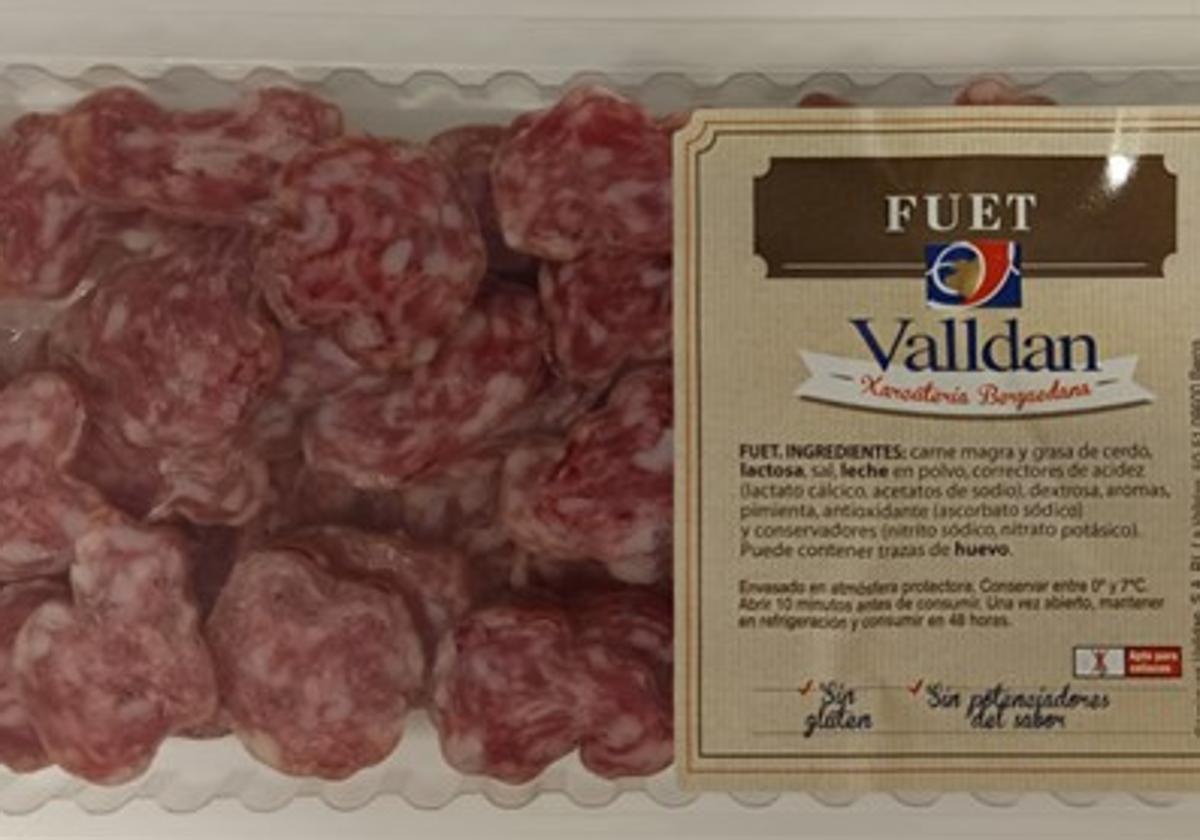 FUET
Valldan
Xarcuteria Berguedana
FUET. INGREDIENTES: carne magra y grasa de cerdo,
lactosa, sal, leche en polvo, correctores de acidez
(lactato cálcico, acetatos de sodio), dextrosa, aromas,
pimienta, antioxidante (ascorbato sódico)
y conservadores (nitrito sódico, nitrato potásico).
Puede contener trazas de huevo.
Envasado en atmósfera protectora. Conservar entre 0° y 7°C.
Abrir 10 minutos antes de consumir. Una vez abierto, mantener
en refrigeración y consumir en 48 horas.
Apto para
celíacos
Sin
gluten
Sin potenciadores
del sabor